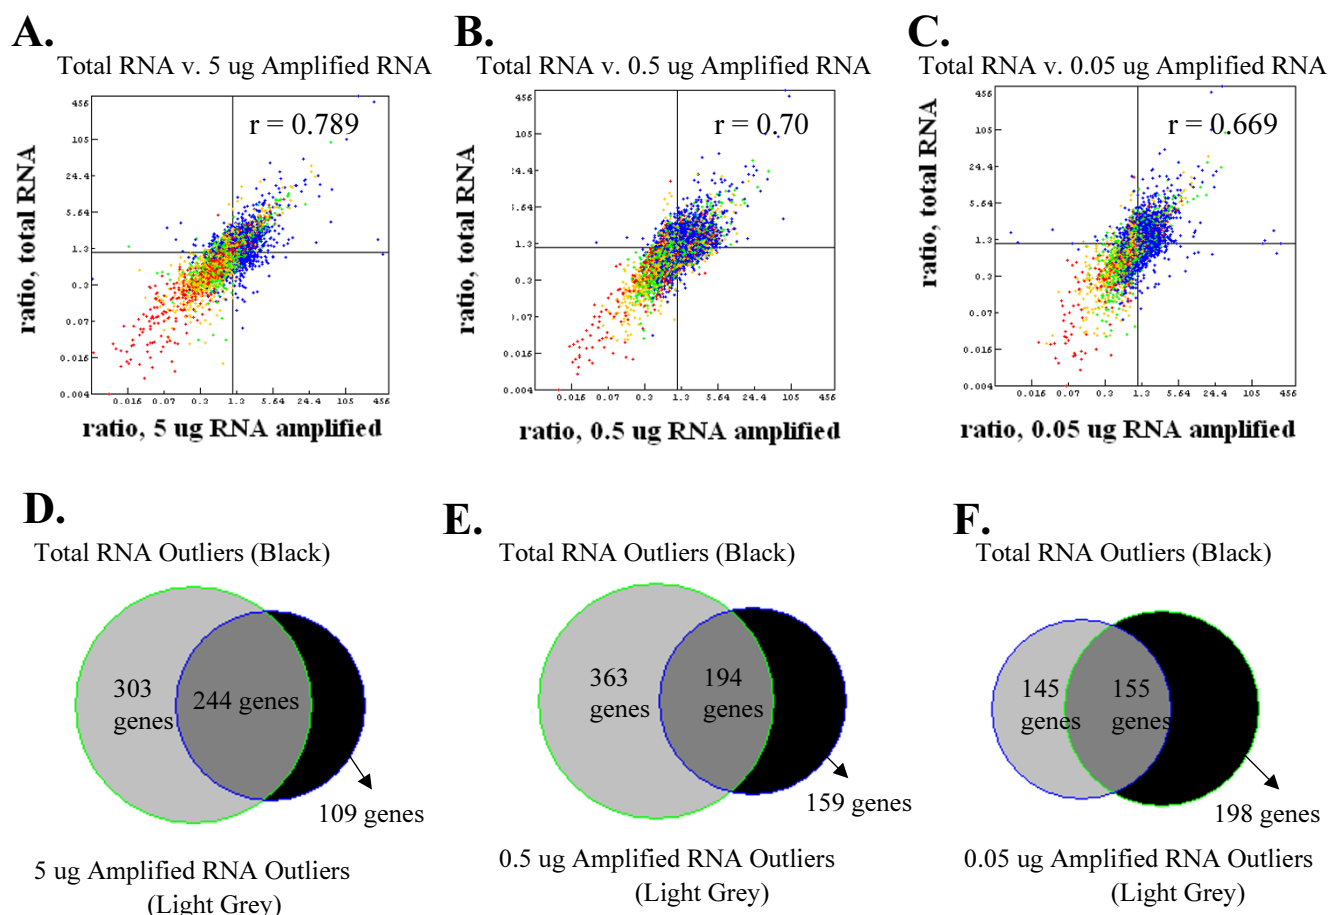 A.
Total RNA v. 5 ug Amplified RNA
r = 0.789
ratio, total RNA
456
105
24.4
5.64
1.3
0.3
0.07
0.016
0.004
0.016 0.07 0.3 1.3 5.64 24.4 105 456
ratio, 5 ug RNA amplified
B.
Total RNA v. 0.5 ug Amplified RNA
r = 0.70
ratio, total RNA
456
105
24.4
5.64
1.3
0.3
0.07
0.016
0.004
0.016 0.07 0.3 1.3 5.64 24.4 105 456
ratio, 0.5 ug RNA amplified
C.
Total RNA v. 0.05 ug Amplified RNA
r = 0.669
ratio, total RNA
456
105
24.4
5.64
1.3
0.3
0.07
0.016
0.004
0.016 0.07 0.3 1.3 5.64 24.4 105 456
ratio, 0.05 ug RNA amplified
D.
Total RNA Outliers (Black)
303
genes
244 genes
109 genes
5 ug Amplified RNA Outliers
(Light Grey)
E.
Total RNA Outliers (Black)
363
genes
194
genes
159 genes
0.5 ug Amplified RNA Outliers
(Light Grey)
F.
Total RNA Outliers (Black)
145
genes
155
genes
198 genes
0.05 ug Amplified RNA Outliers
(Light Grey)